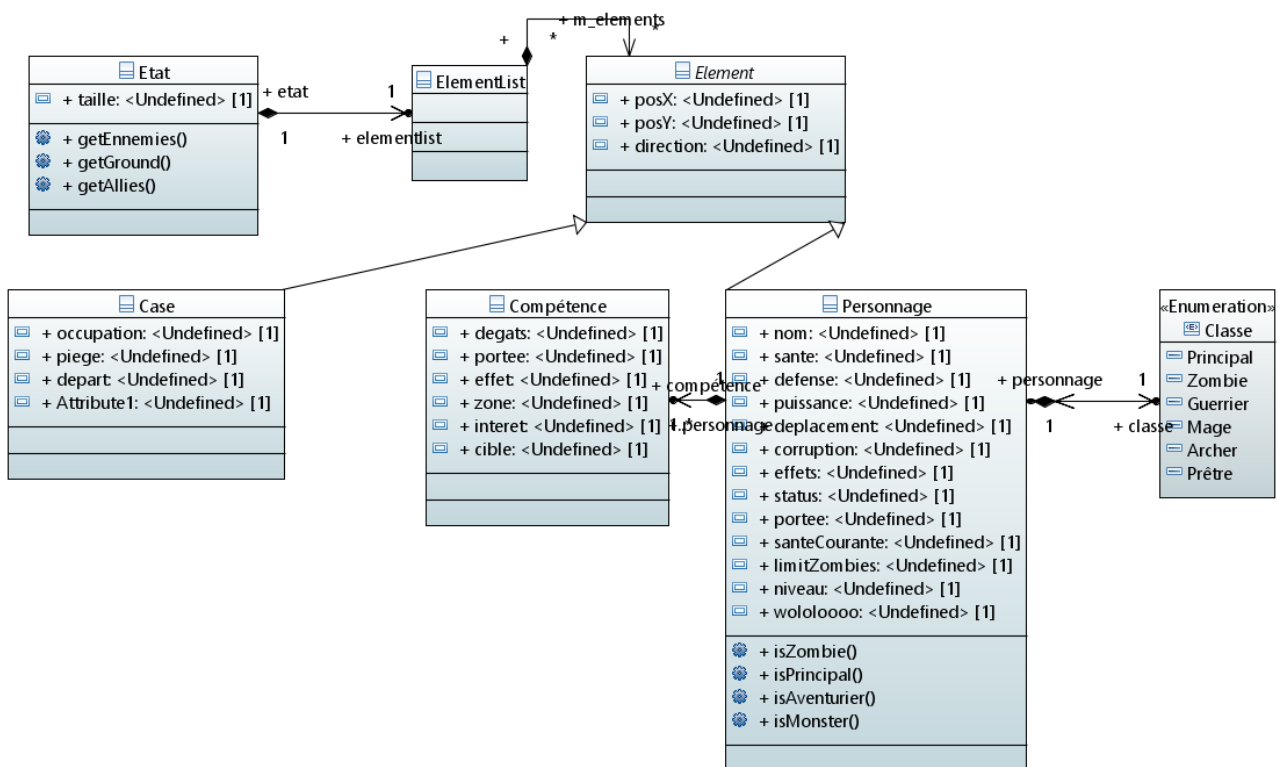 + m_elements
+
*
*
Etat
+ taille: <Undefined> [1]
+ getEnnemies()
+ getGround()
+ getAllies()
+ etat
1
1
+ elementlist
ElementList
Element
+ posX: <Undefined> [1]
+ posY: <Undefined> [1]
+ direction: <Undefined> [1]
Case
+ occupation: <Undefined> [1]
+ piege: <Undefined> [1]
+ depart: <Undefined> [1]
+ Attribute1: <Undefined> [1]
Compétence
+ degats: <Undefined> [1]
+ portee: <Undefined> [1]
+ effet: <Undefined> [1]
+ zone: <Undefined> [1]
+ interet: <Undefined> [1]
+ cible: <Undefined> [1]
+ compétence
1
+ personnage
Personnage
+ nom: <Undefined> [1]
+ sante: <Undefined> [1]
+ defense: <Undefined> [1]
+ puissance: <Undefined> [1]
+ deplacement: <Undefined> [1]
+ corruption: <Undefined> [1]
+ effets: <Undefined> [1]
+ status: <Undefined> [1]
+ portee: <Undefined> [1]
+ santeCourante: <Undefined> [1]
+ limitZombies: <Undefined> [1]
+ niveau: <Undefined> [1]
+ wololoooo: <Undefined> [1]
+ isZombie()
+ isPrincipal()
+ isAventurier()
+ isMonster()
+ personnage
1
1
+ classe
«Enumeration»
Classe
Principal
Zombie
Guerrier
Mage
Archer
Prêtre